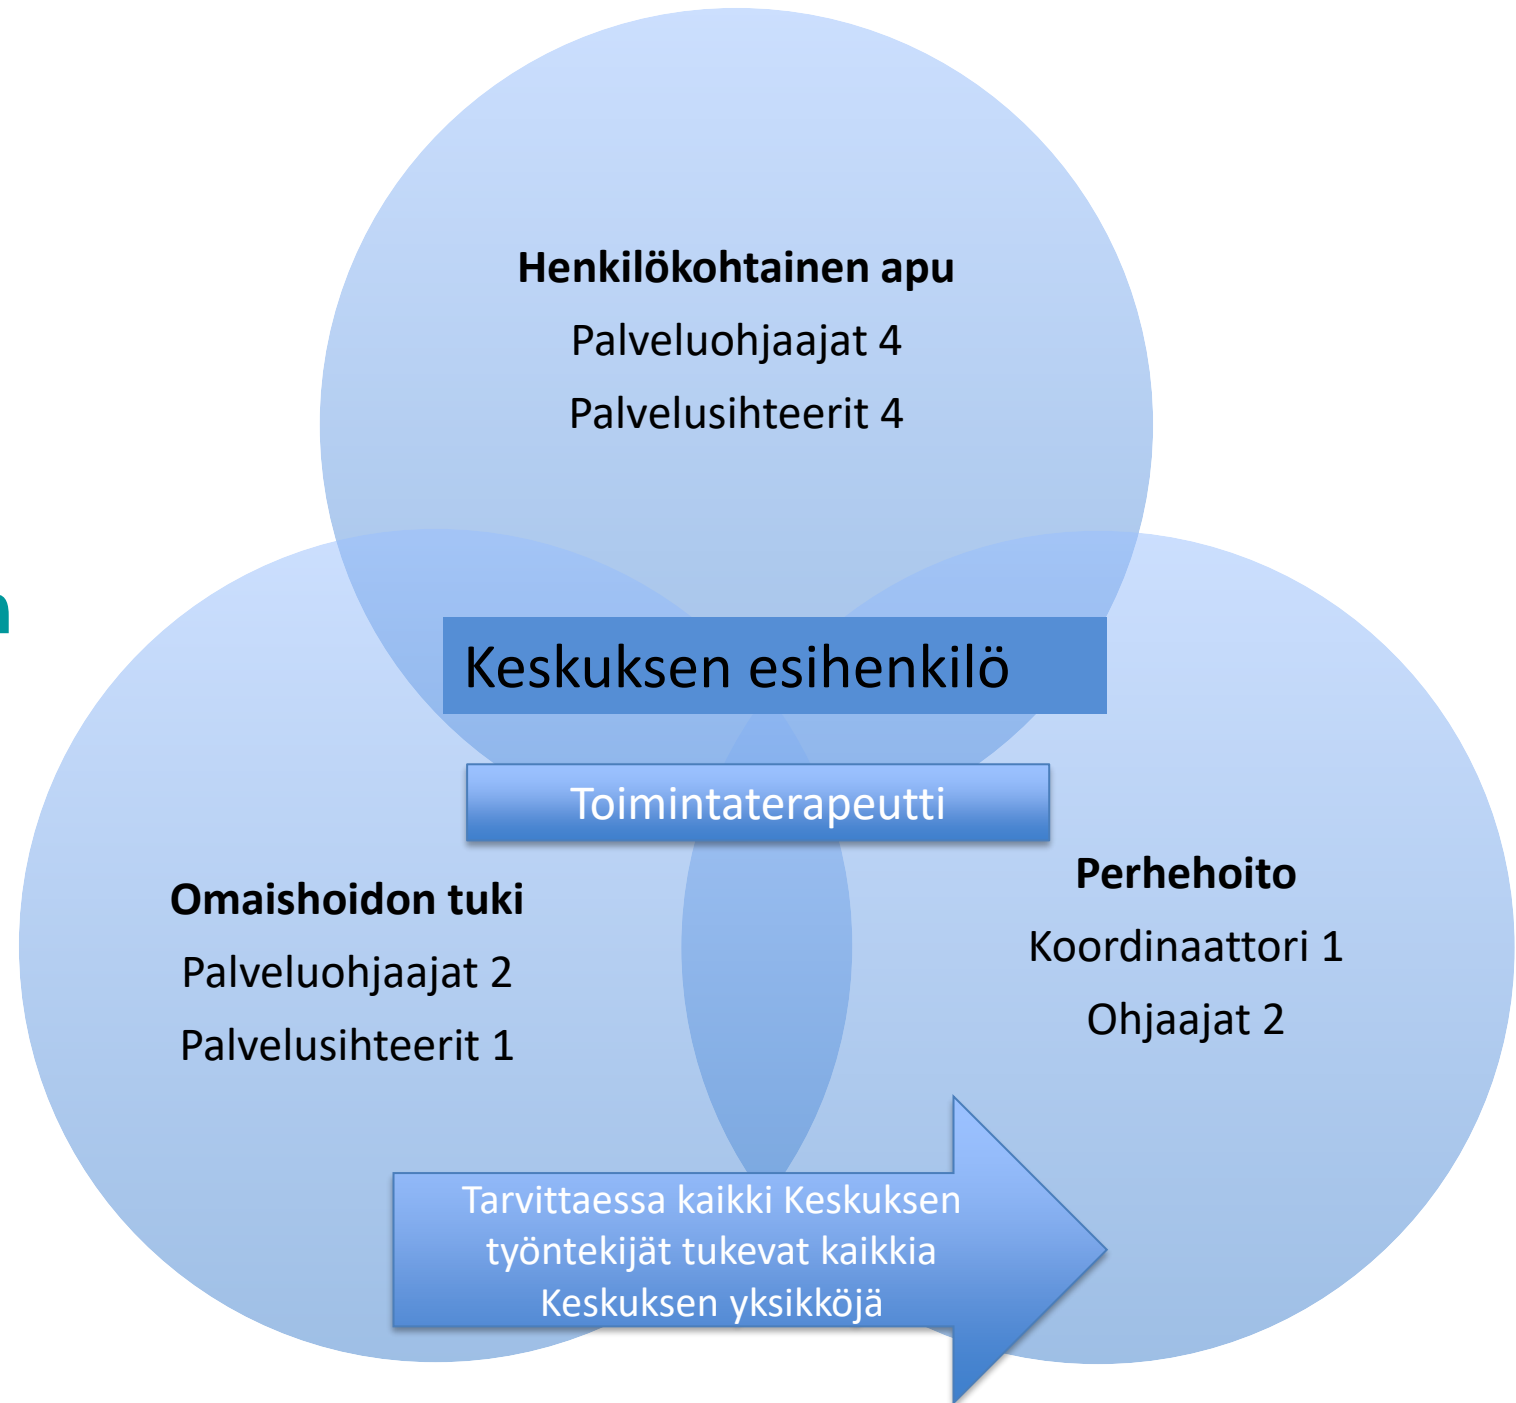 Henkilökohtainen apu
Palveluohjaajat 4
Palvelusihteerit 4
n
Keskuksen esihenkilö
Toimintaterapeutti
Omaishoidon tuki
Palveluohjaajat 2
Palvelusihteerit 1
Perhehoito
Koordinaattori 1
Ohjaajat 2
Tarvittaessa kaikki Keskuksen
työntekijät tukevat kaikkia
Keskuksen yksikköjä